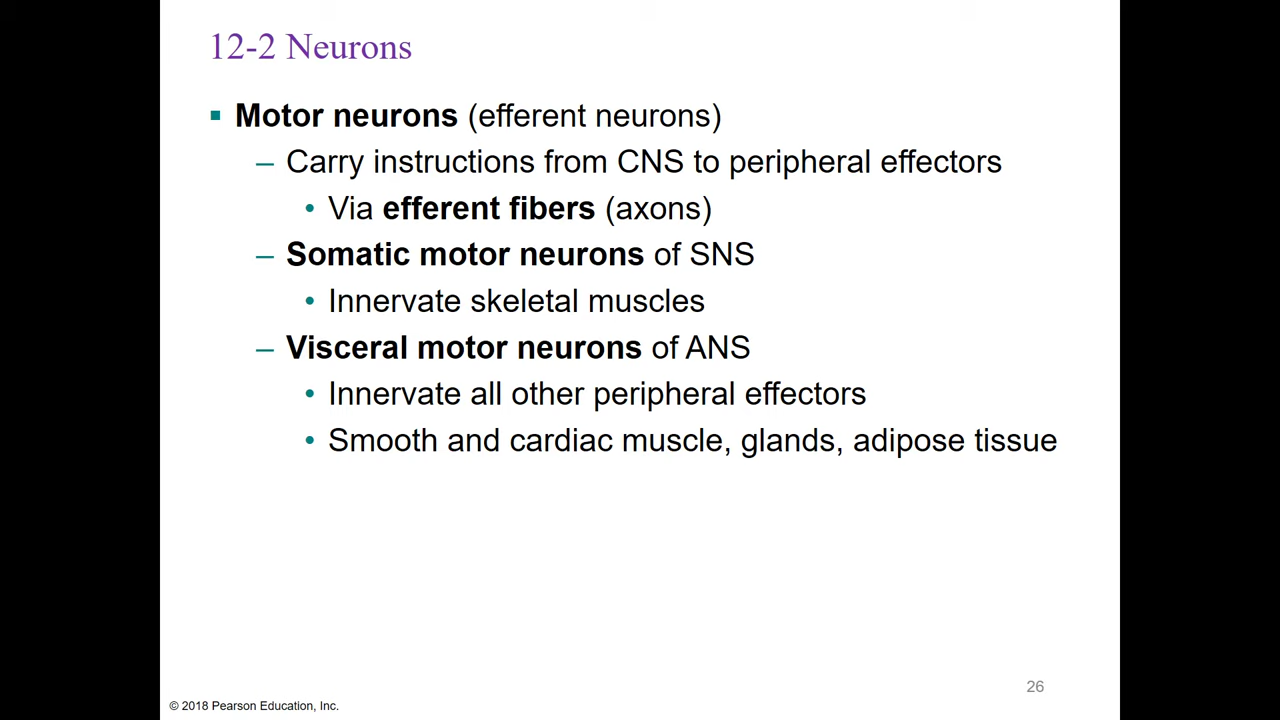 12-2 Neurons
▪ Motor neurons (efferent neurons)
– Carry instructions from CNS to peripheral effectors
• Via efferent fibers (axons)
– Somatic motor neurons of SNS
• Innervate skeletal muscles
– Visceral motor neurons of ANS
• Innervate all other peripheral effectors
• Smooth and cardiac muscle, glands, adipose tissue
26
© 2018 Pearson Education, Inc.